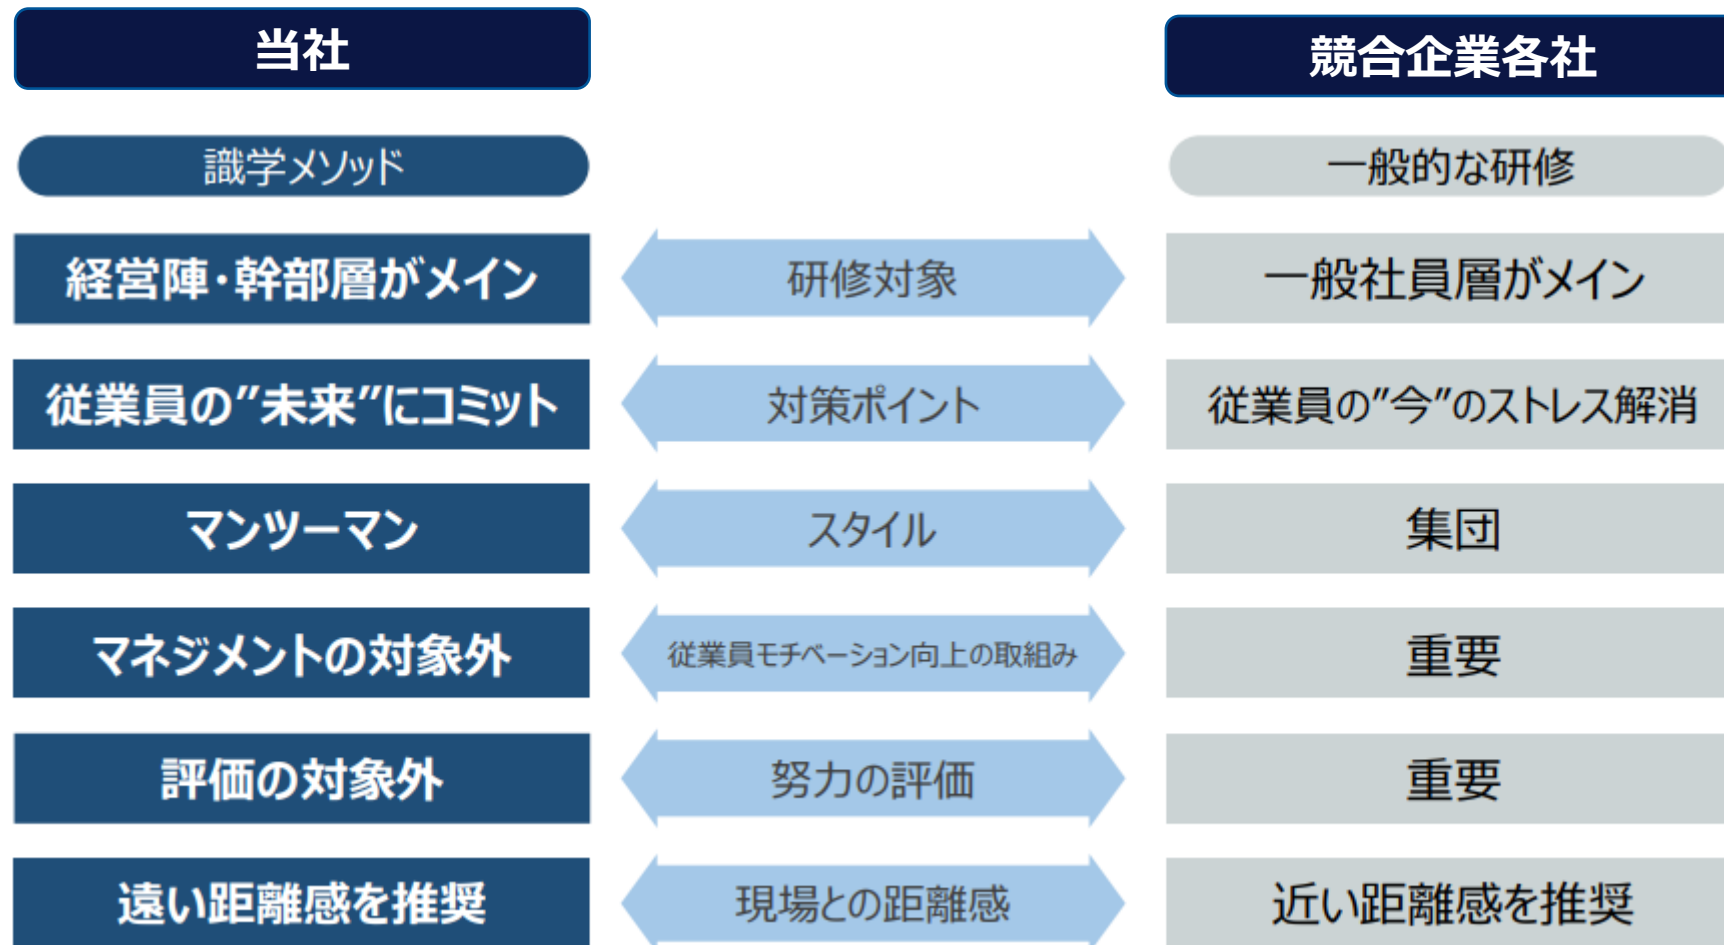 当社
競合企業各社
識学メソッド
一般的な研修
経営陣・幹部層がメイン
研修対象
一般社員層がメイン
従業員の”未来”にコミット
対策ポイント
従業員の”今”のストレス解消
マンツーマン
スタイル
集団
マネジメントの対象外
従業員モチベーション向上の取組み
重要
評価の対象外
努力の評価
重要
遠い距離感を推奨
現場との距離感
近い距離感を推奨